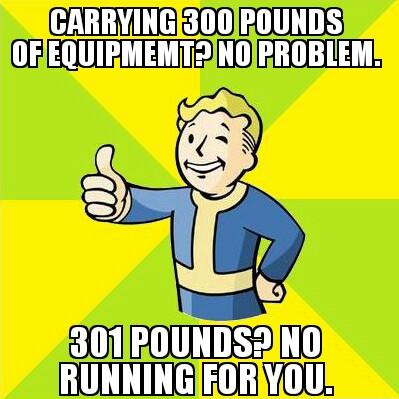 CARRYING 300 POUNDS
OF EQUIPMEMT? NO PROBLEM.
301 POUNDS? NO
RUNNING FOR YOU.